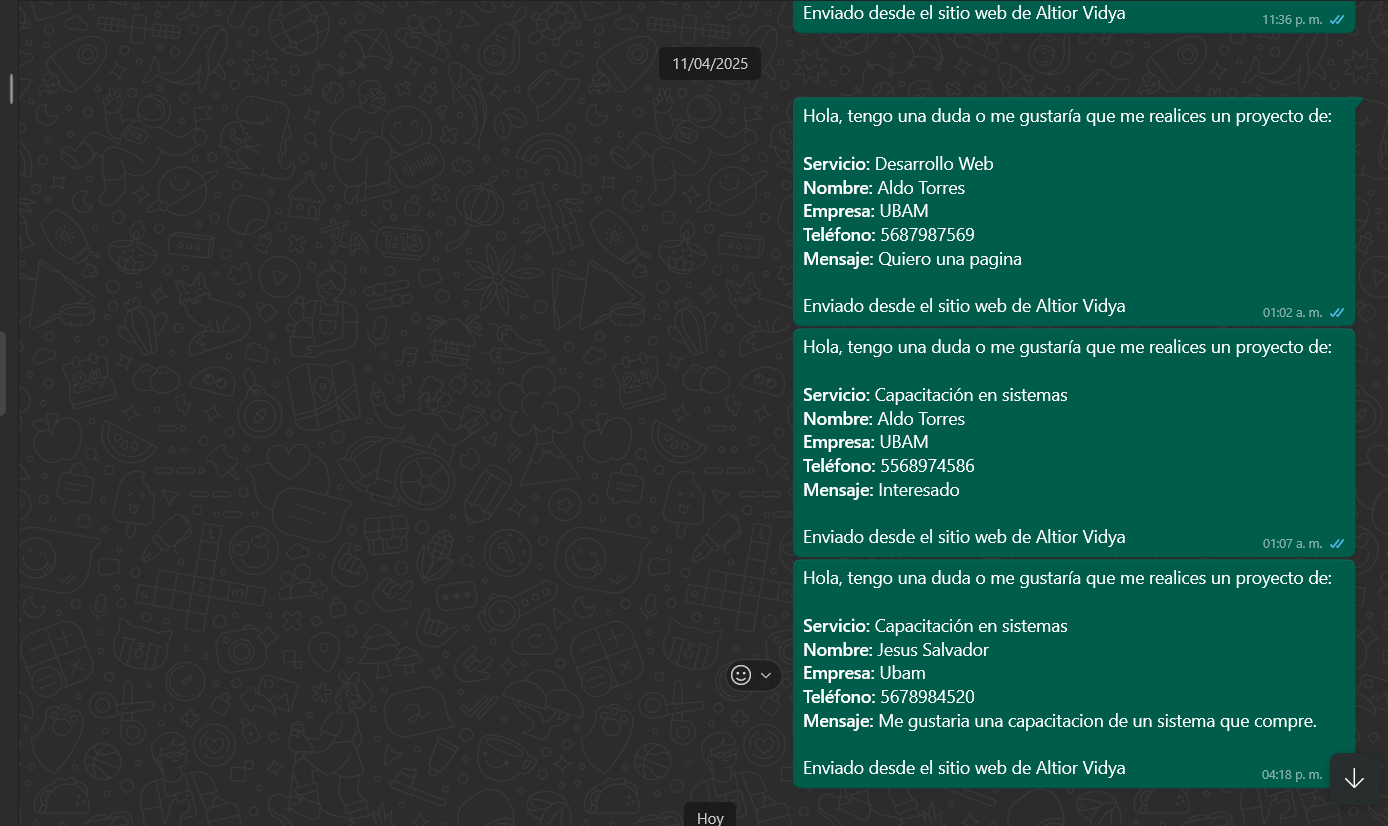 Enviado desde el sitio web de Altior Vidya
11:36 p. m.
11/04/2025
Hola, tengo una duda o me gustaría que me realices un proyecto de:
Servicio: Desarrollo Web
Nombre: Aldo Torres
Empresa: UBAM
Teléfono: 5687987569
Mensaje: Quiero una pagina
Enviado desde el sitio web de Altior Vidya
01:02 a. m.
Hola, tengo una duda o me gustaría que me realices un proyecto de:
Servicio: Capacitación en sistemas
Nombre: Aldo Torres
Empresa: UBAM
Teléfono: 5568974586
Mensaje: Interesado
Enviado desde el sitio web de Altior Vidya
01:07 a. m.
Hola, tengo una duda o me gustaría que me realices un proyecto de:
Servicio: Capacitación en sistemas
Nombre: Jesus Salvador
Empresa: Ubam
Teléfono: 5678984520
Mensaje: Me gustaria una capacitacion de un sistema que compre.
Enviado desde el sitio web de Altior Vidya
04:18 p. m.
Hoy